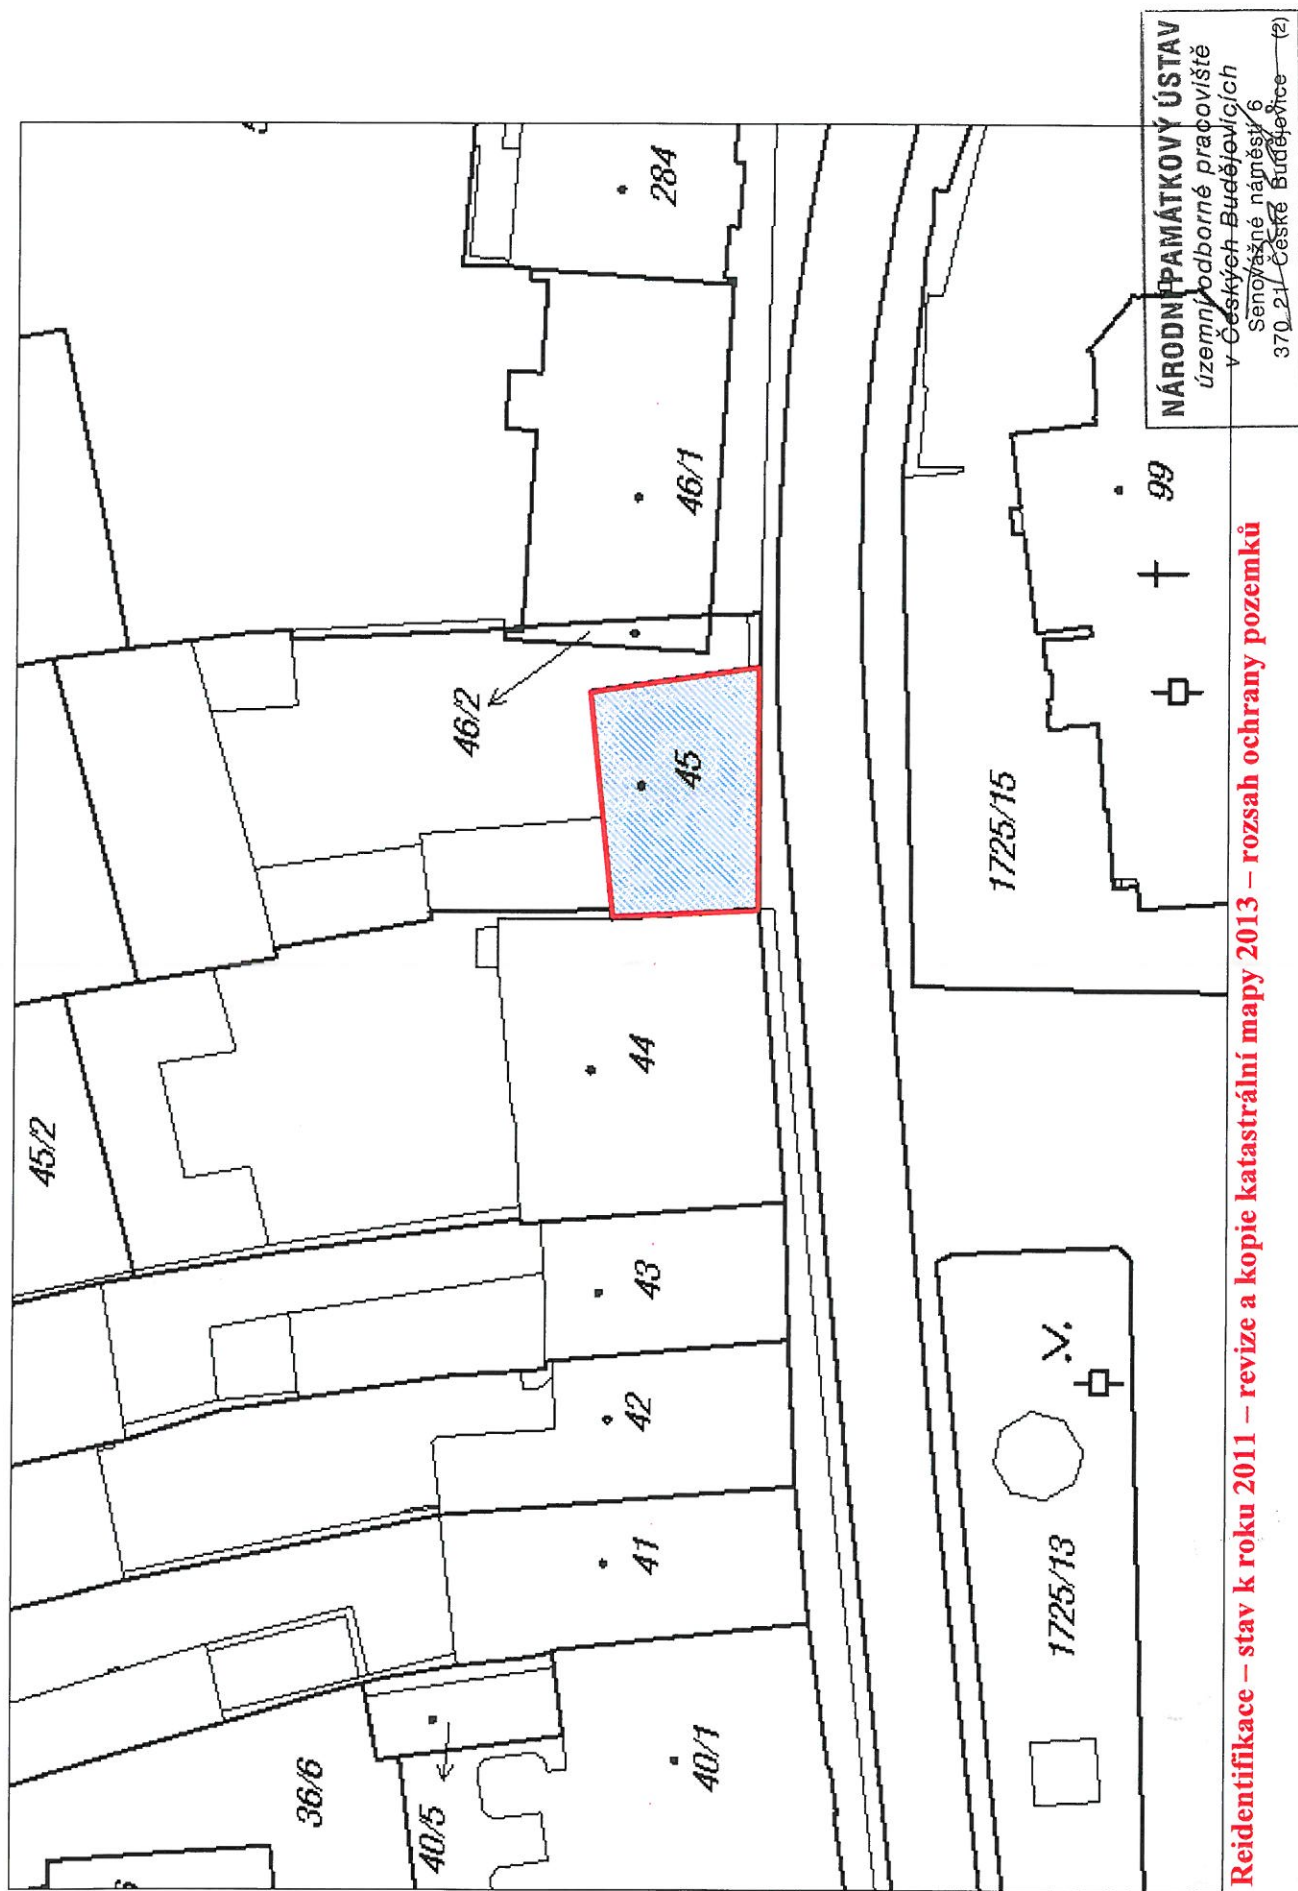 45/2
36/6
40/5
40/1
41
42
43
44
45
46/2
46/1
284
1725/13
1725/15
99
Reidentifikace – stav k roku 2011 – revize a kopie katastrální mapy 2013 – rozsah ochrany pozemků
NÁRODNÍ PAMÁTKOVÝ ÚSTAV
územní odborné pracoviště
v Českých Budějovicích
Senovážné náměstí 6
370 21 České Budějovice (2)